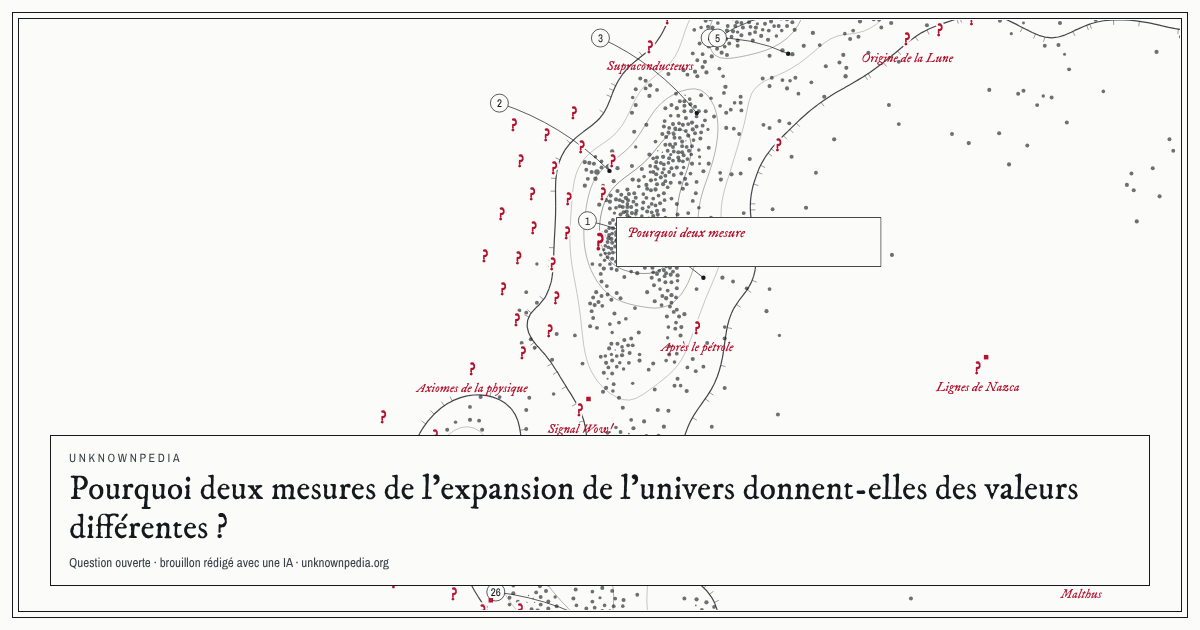 3
5
Supraconducteurs
Origine de la Lune
2
1
Pourquoi deux mesure
Après le pétrole
Lignes de Nazca
Axiomes de la physique
Signal Wow!
UNKNOWNPEDIA
Pourquoi deux mesures de l’expansion de l’univers donnent-elles des valeurs
différentes ?
Question ouverte · brouillon rédigé avec une IA · unknownpedia.org
26
Malthus